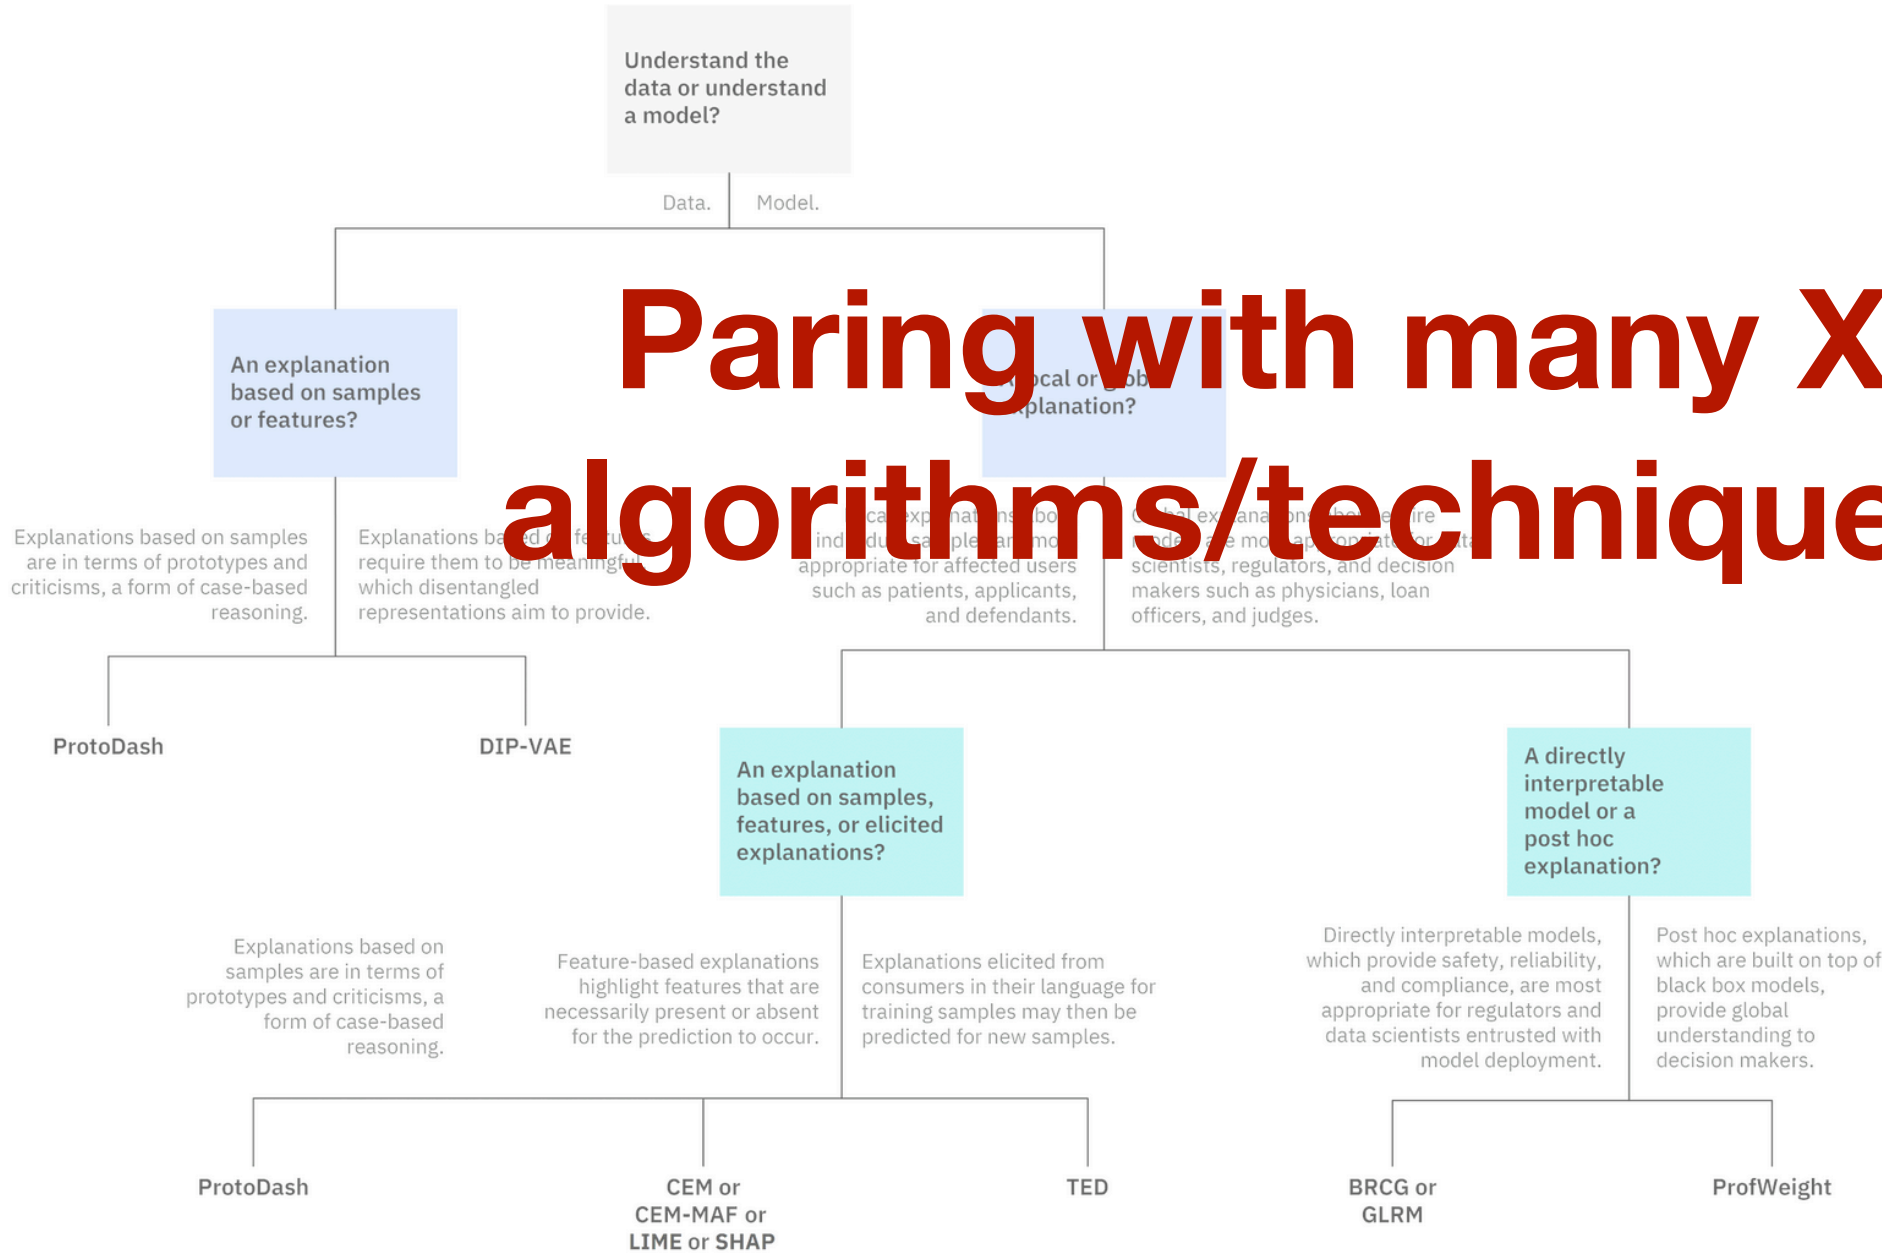 Understand the
data or understand
a model?
Data.
Model.
Paring with many X
algorithms/technique
An explanation
based on samples
or features?
A local or glob
explanation?
Explanations based on samples
are in terms of prototypes and
criticisms, a form of case-based
reasoning.
Explanations based on features
require them to be meaningful,
which disentangled
representations aim to provide.
appropriate for affected users
such as patients, applicants,
and defendants.
scientists, regulators, and decision
makers such as physicians, loan
officers, and judges.
ProtoDash
DIP-VAE
An explanation
based on samples,
features, or elicited
explanations?
A directly
interpretable
model or a
post hoc
explanation?
Explanations based on
samples are in terms of
prototypes and criticisms, a
form of case-based
reasoning.
Feature-based explanations
highlight features that are
necessarily present or absent
for the prediction to occur.
Explanations elicited from
consumers in their language for
training samples may then be
predicted for new samples.
Directly interpretable models,
which provide safety, reliability,
and compliance, are most
appropriate for regulators and
data scientists entrusted with
model deployment.
Post hoc explanations,
which are built on top of
black box models,
provide global
understanding to
decision makers.
ProtoDash
CEM or
CEM-MAF or
LIME or SHAP
TED
BRCG or
GLRM
ProfWeight